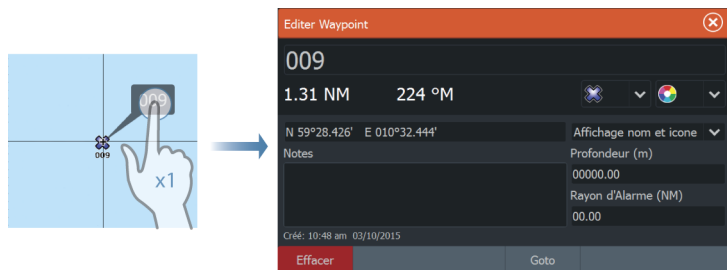 009
009
x1
Editer Waypoint
009
1.31 NM 224 °M
N 59°28.426' E 010°32.444'
Affichage nom et icone
Notes
Profondeur (m)
00000.00
Rayon d'Alarme (NM)
00.00
Créé: 10:48 am 03/10/2015
Effacer
Goto